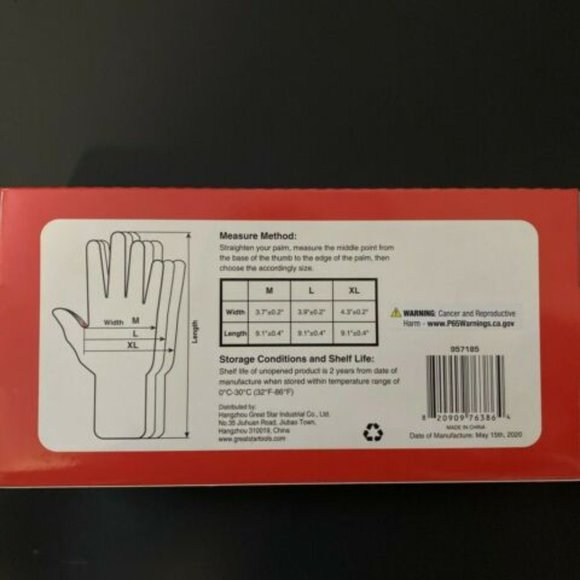 Measure Method:
Straighten your palm, measure the middle point from
the base of the thumb to the edge of the palm, then
choose the accordingly size.
Width M
L
XL
Length
M L XL
Width 3.7"±0.2" 3.9"±0.2" 4.3"±0.2"
Length 9.1"±0.4" 9.1"±0.4" 9.1"±0.4"
WARNING: Cancer and Reproductive
Harm - www.P65Warnings.ca.gov
Storage Conditions and Shelf Life:
Shelf life of unopened product is 2 years from date of
manufacture when stored within temperature range of
0°C-30°C (32°F-86°F)
Distributed by:
Hangzhou Great Star Industrial Co., Ltd.
No.35 Jiuhuan Road, Jiubao Town,
Hangzhou 310019, China
www.greatstartools.com
957185
8 20909 76386 4
MADE IN CHINA
Date of Manufacture: May 15th, 2020